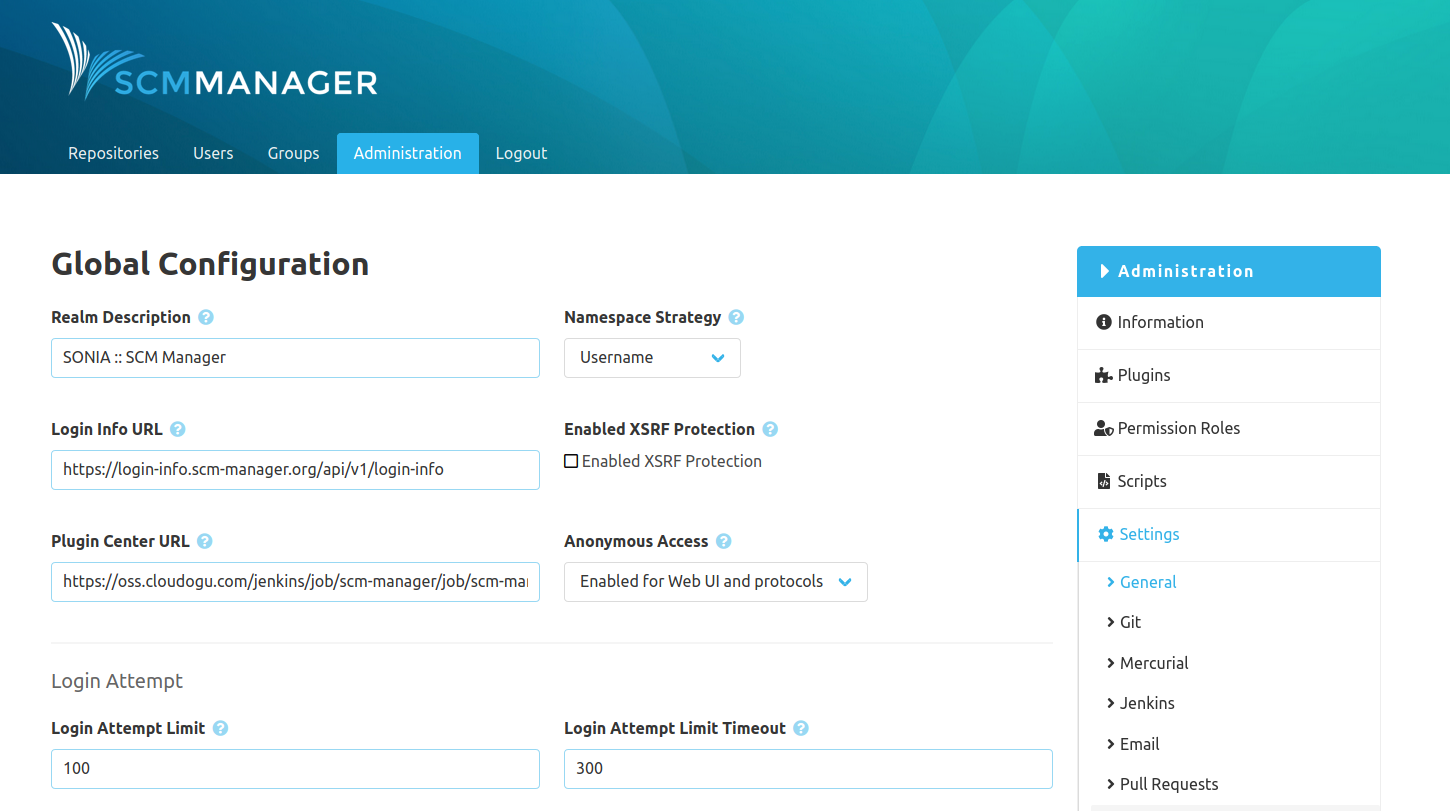 SCMMANAGER
Repositories Users Groups Administration Logout
Global Configuration
Realm Description
SONIA :: SCM Manager
Namespace Strategy
Username
Login Info URL
https://login-info.scm-manager.org/api/v1/login-info
Enabled XSRF Protection
Enabled XSRF Protection
Plugin Center URL
https://oss.cloudogu.com/jenkins/job/scm-manager/job/scm-ma
Anonymous Access
Enabled for Web UI and protocols
Login Attempt
Login Attempt Limit
100
Login Attempt Limit Timeout
300
Administration
Information
Plugins
Permission Roles
Scripts
Settings
General
Git
Mercurial
Jenkins
Email
Pull Requests